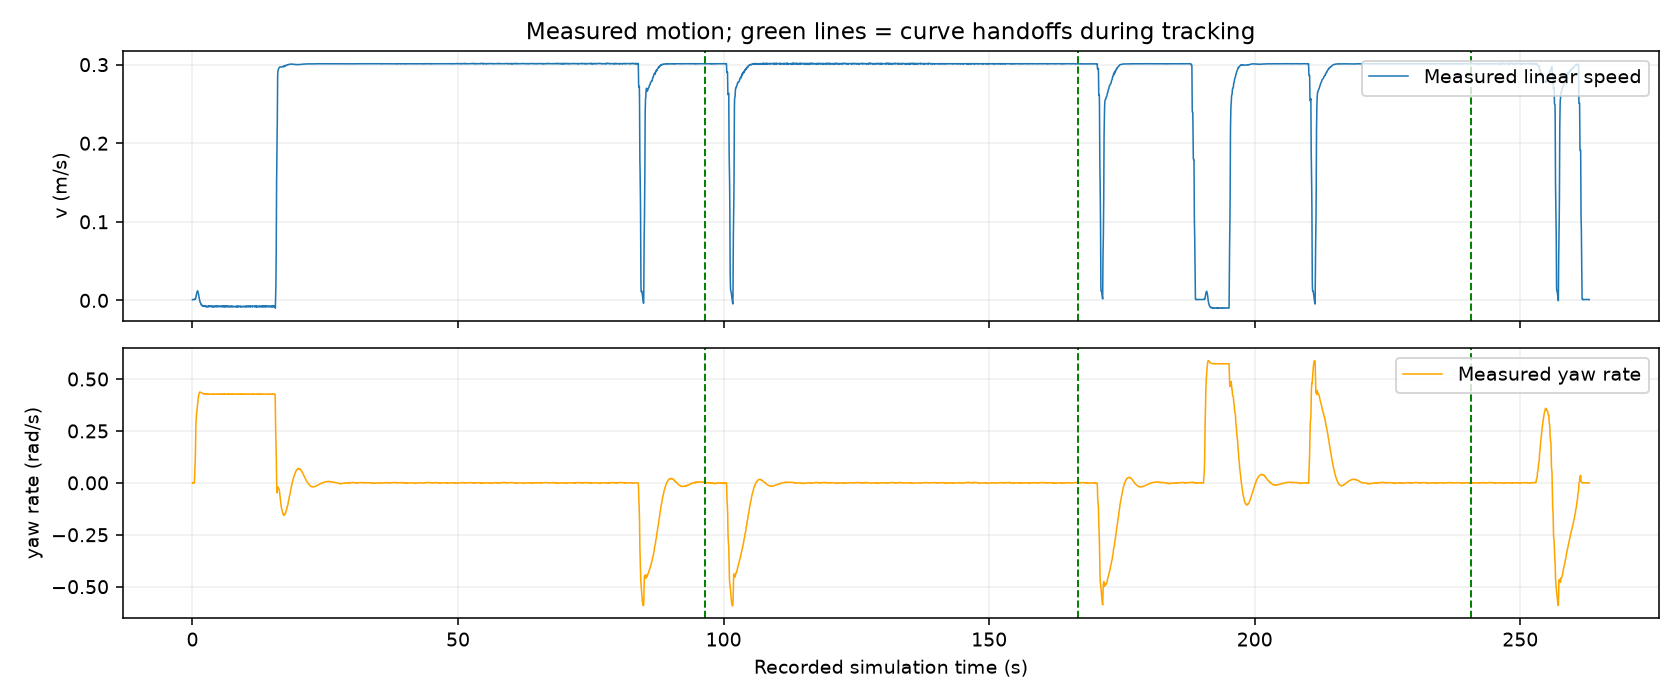 Measured motion; green lines = curve handoffs during tracking
v (m/s)
0.3
0.2
0.1
0.0
Measured linear speed
yaw rate (rad/s)
0.50
0.25
0.00
−0.25
−0.50
Measured yaw rate
0 50 100 150 200 250
Recorded simulation time (s)